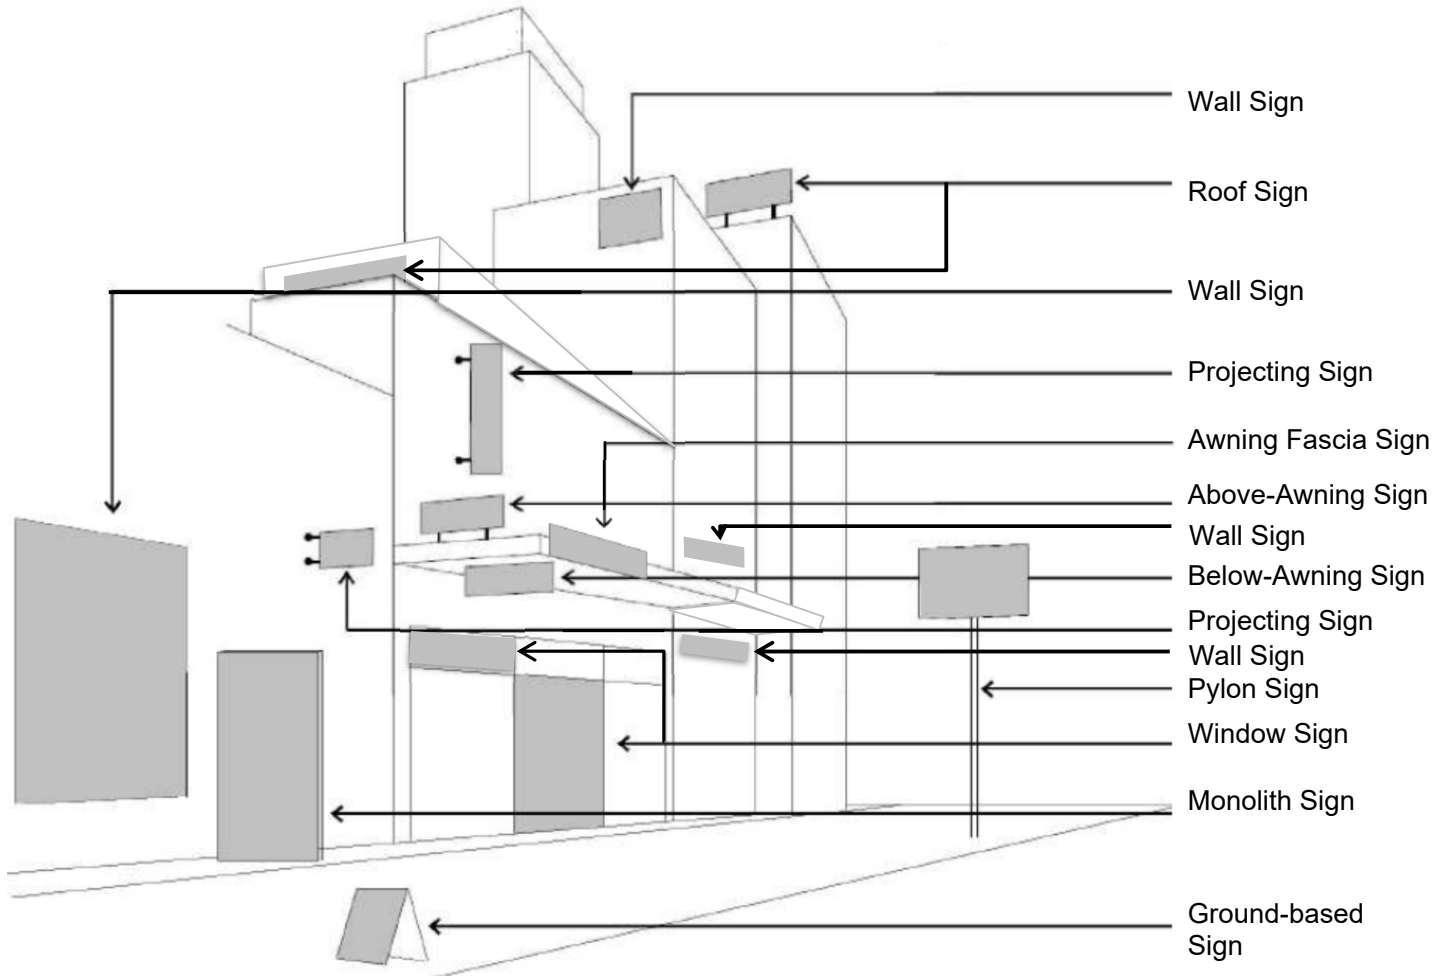 Wall Sign
Roof Sign
Wall Sign
Projecting Sign
Awning Fascia Sign
Above-Awning Sign
Wall Sign
Below-Awning Sign
Projecting Sign
Wall Sign
Pylon Sign
Window Sign
Monolith Sign
Ground-based
Sign